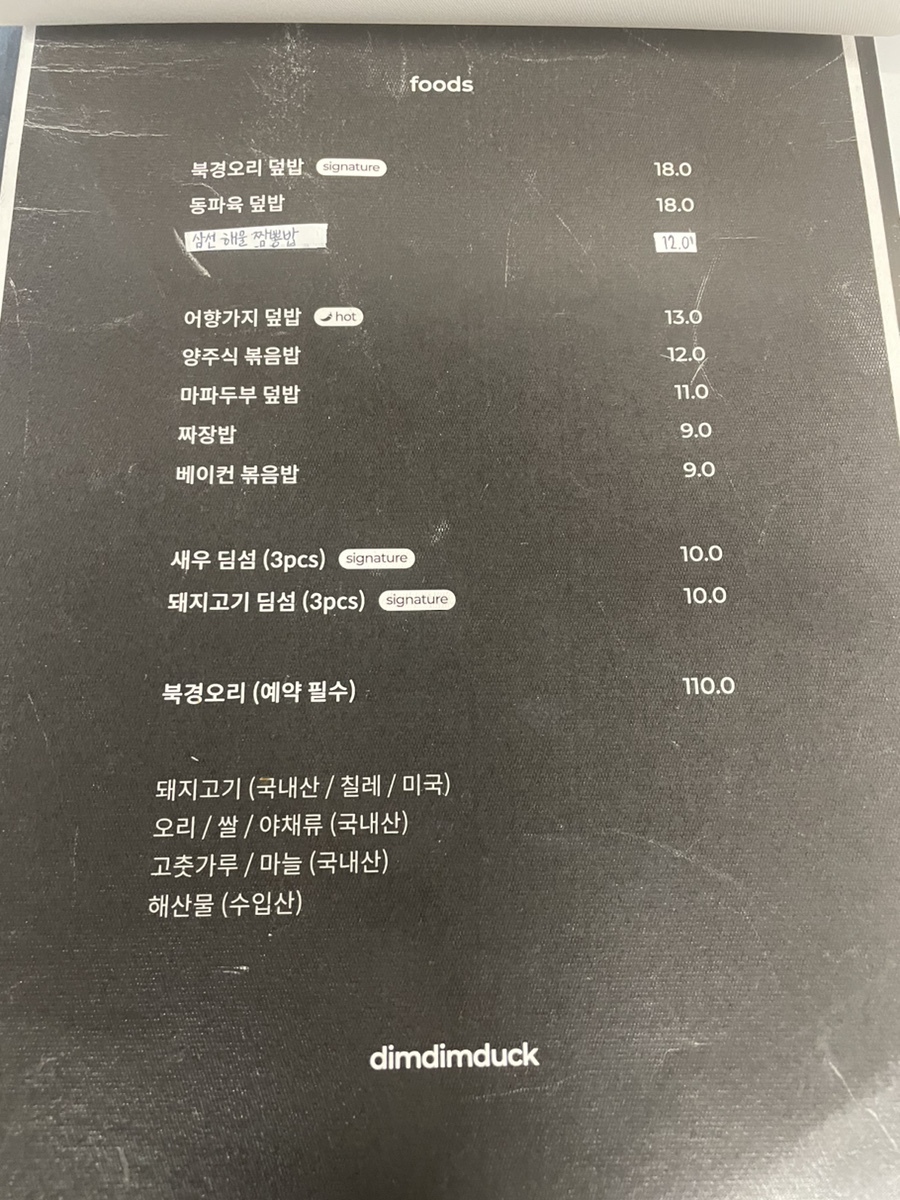 foods
북경오리 덮밥 signature 18.0
동파육 덮밥 18.0
삼선 해물 짬뽕밥 12.0
어향가지 덮밥 hot 13.0
양주식 볶음밥 12.0
마파두부 덮밥 11.0
짜장밥 9.0
베이컨 볶음밥 9.0
새우 딤섬 (3pcs) signature 10.0
돼지고기 딤섬 (3pcs) signature 10.0
북경오리 (예약 필수) 110.0
돼지고기 (국내산 / 칠레 / 미국)
오리 / 쌀 / 야채류 (국내산)
고춧가루 / 마늘 (국내산)
해산물 (수입산)
dimdimduck